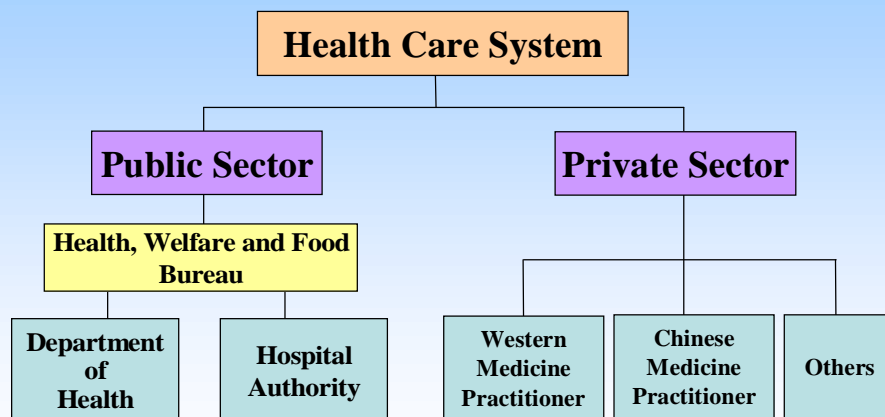 Health Care System
Public Sector
Private Sector
Health, Welfare and Food
Bureau
Department
of
Health
Hospital
Authority
Western
Medicine
Practitioner
Chinese
Medicine
Practitioner
Others